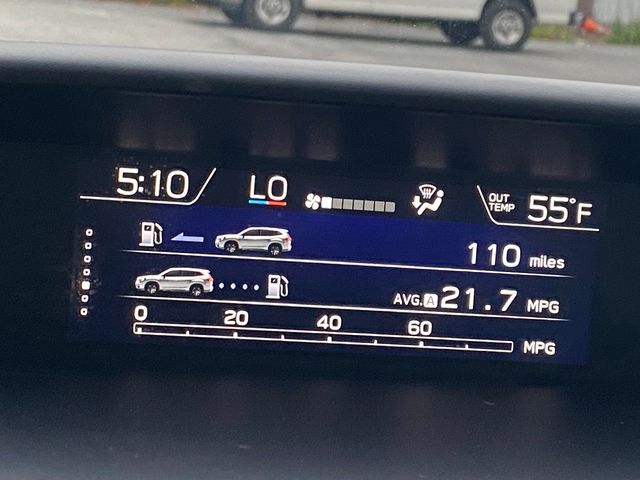 5:10 LO OUT TEMP 55°F
110 miles
AVG. A 21.7 MPG
0 20 40 60 MPG